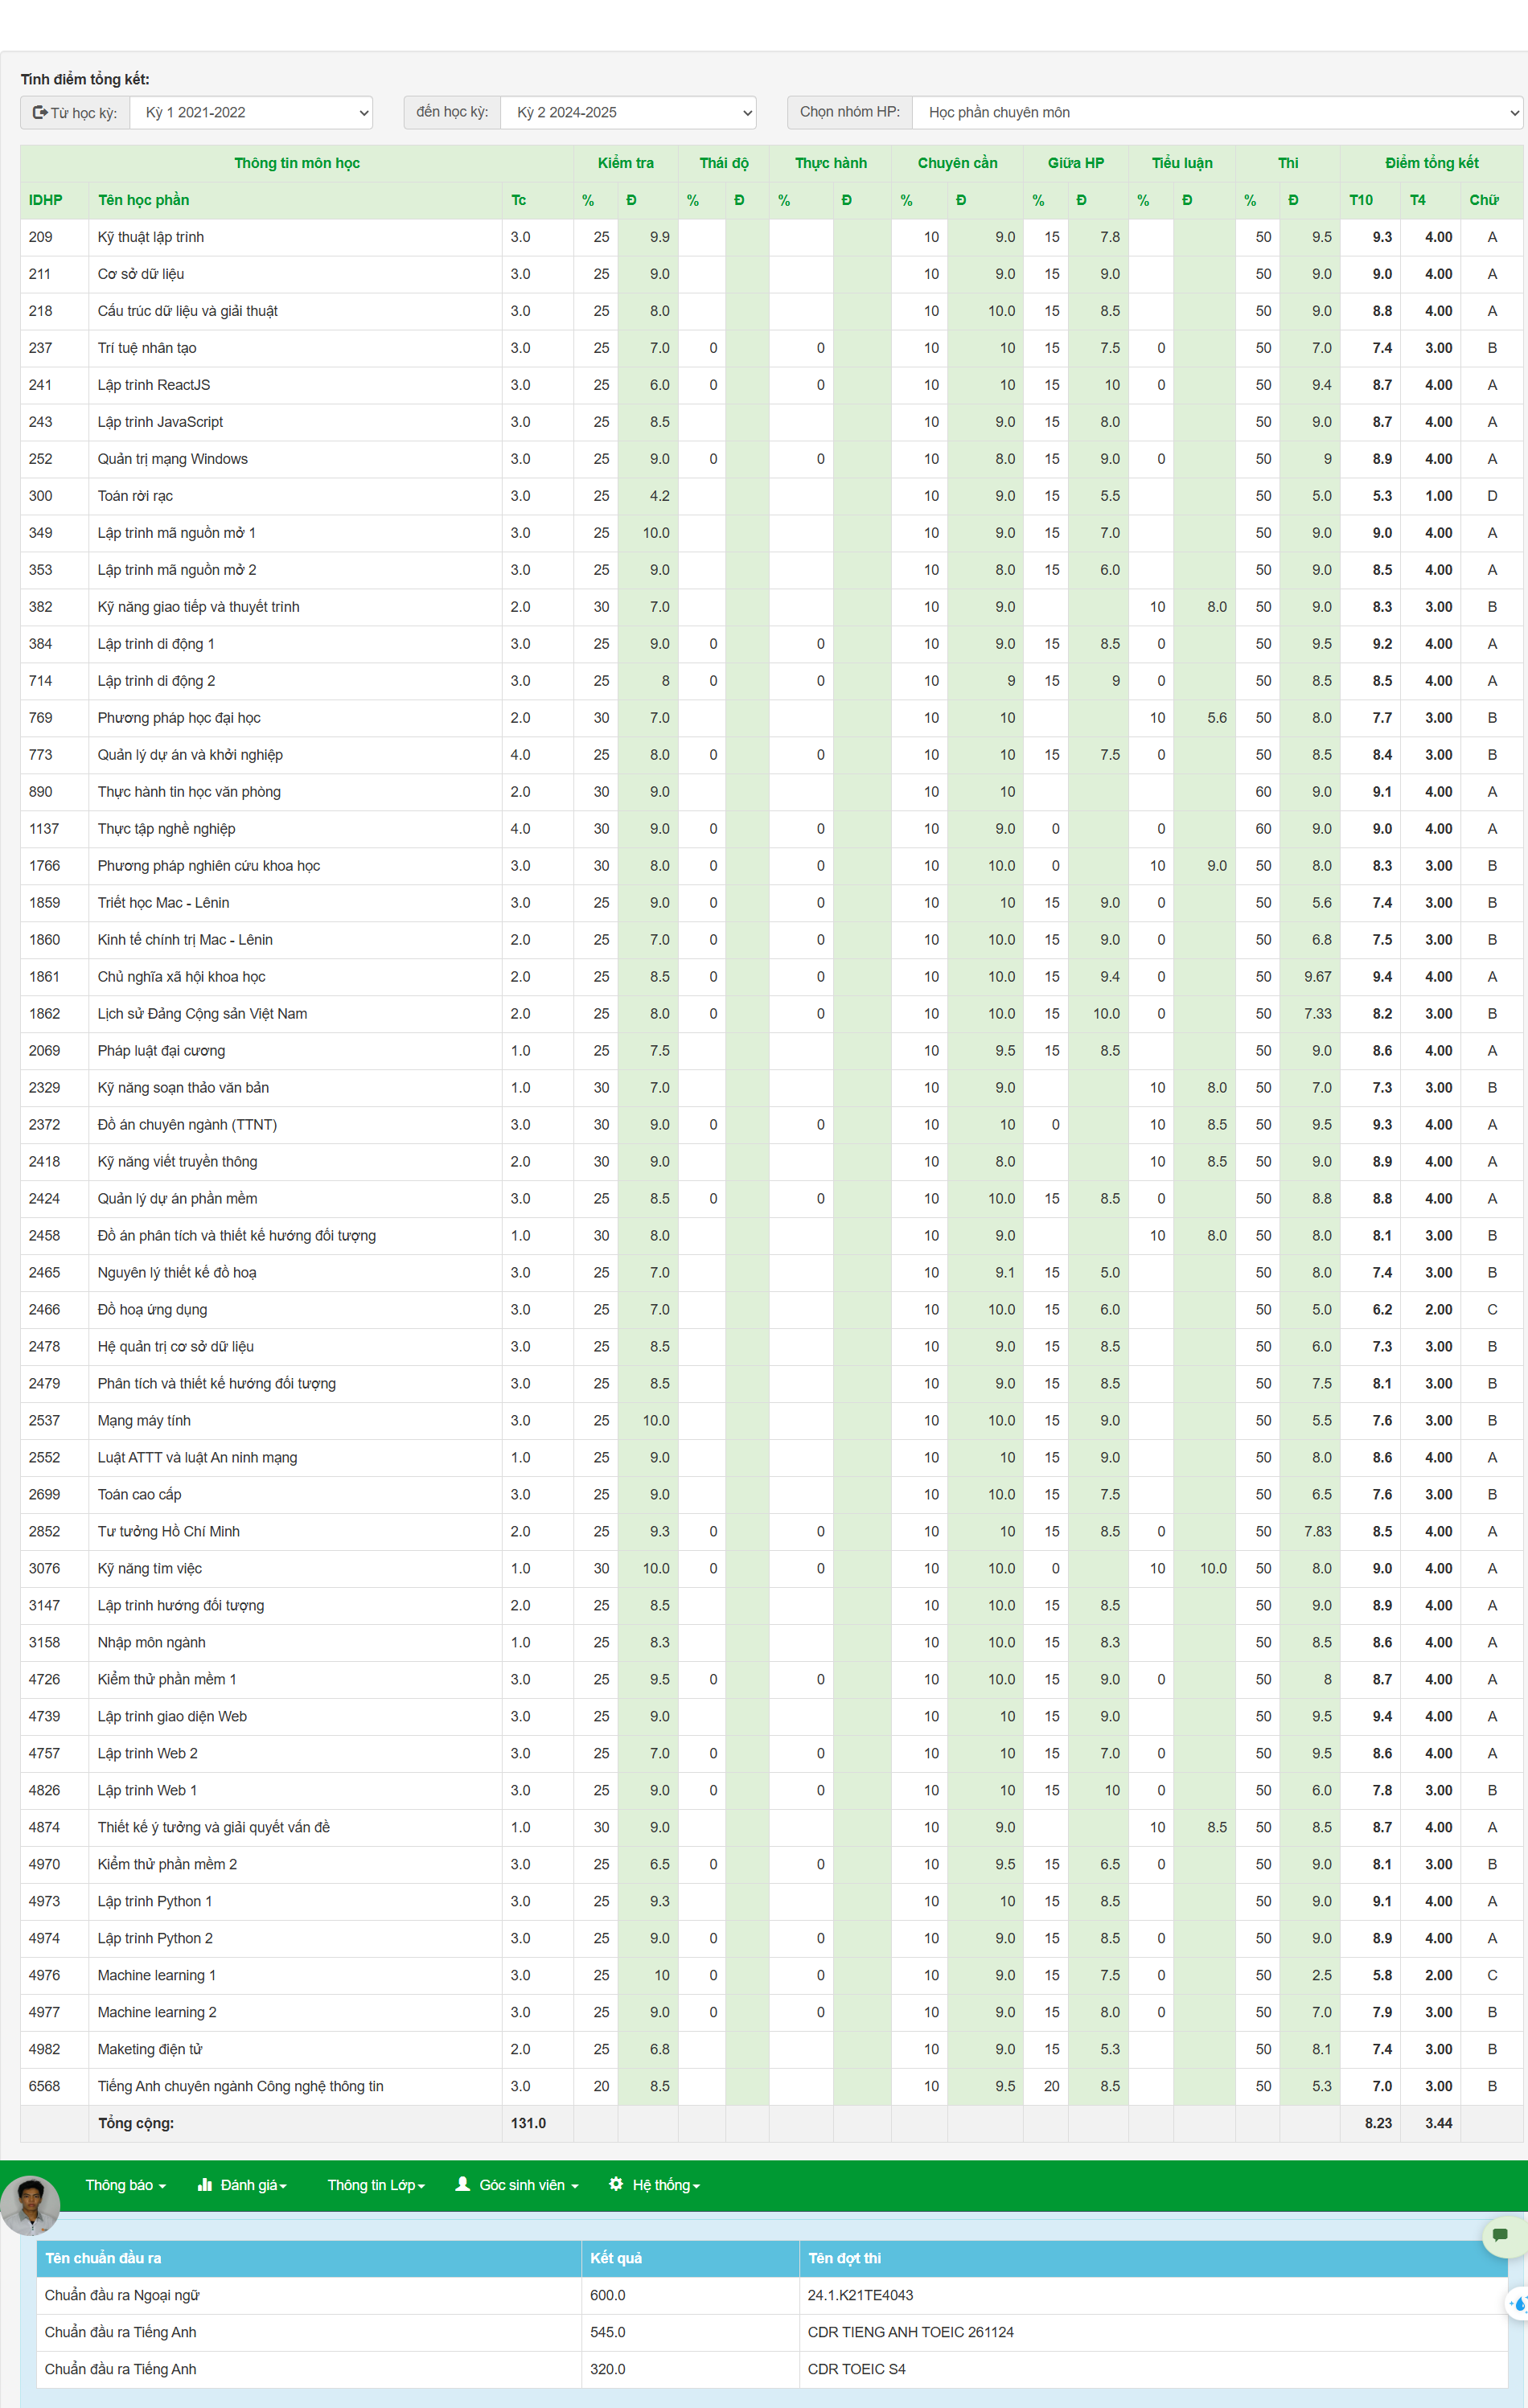 Tính điểm tổng kết:
Từ học kỳ: Kỳ 1 2021-2022 đến học kỳ: Kỳ 2 2024-2025 Chọn nhóm HP: Học phần chuyên môn
Thông tin môn học Kiểm tra Thái độ Thực hành Chuyên cần Giữa HP Tiểu luận Thi Điểm tổng kết
IDHP Tên học phần Tc % Đ % Đ % Đ % Đ % Đ % Đ % Đ T10 T4 Chữ
209 Kỹ thuật lập trình 3.0 25 9.9 10 9.0 15 7.8 50 9.5 9.3 4.00 A
211 Cơ sở dữ liệu 3.0 25 9.0 10 9.0 15 9.0 50 9.0 9.0 4.00 A
218 Cấu trúc dữ liệu và giải thuật 3.0 25 8.0 10 10.0 15 8.5 50 9.0 8.8 4.00 A
237 Trí tuệ nhân tạo 3.0 25 7.0 0 0 10 10 15 7.5 0 50 7.0 7.4 3.00 B
241 Lập trình ReactJS 3.0 25 6.0 0 0 10 10 15 10 0 50 9.4 8.7 4.00 A
243 Lập trình JavaScript 3.0 25 8.5 10 9.0 15 8.0 50 9.0 8.7 4.00 A
252 Quản trị mạng Windows 3.0 25 9.0 0 0 10 8.0 15 9.0 0 50 9 8.9 4.00 A
300 Toán rời rạc 3.0 25 4.2 10 9.0 15 5.5 50 5.0 5.3 1.00 D
349 Lập trình mã nguồn mở 1 3.0 25 10.0 10 9.0 15 7.0 50 9.0 9.0 4.00 A
353 Lập trình mã nguồn mở 2 3.0 25 9.0 10 8.0 15 6.0 50 9.0 8.5 4.00 A
382 Kỹ năng giao tiếp và thuyết trình 2.0 30 7.0 10 9.0 10 8.0 50 9.0 8.3 3.00 B
384 Lập trình di động 1 3.0 25 9.0 0 0 10 9.0 15 8.5 0 50 9.5 9.2 4.00 A
714 Lập trình di động 2 3.0 25 8 0 0 10 9 15 9 0 50 8.5 8.5 4.00 A
769 Phương pháp học đại học 2.0 30 7.0 10 10 10 5.6 50 8.0 7.7 3.00 B
773 Quản lý dự án và khởi nghiệp 4.0 25 8.0 0 0 10 10 15 7.5 0 50 8.5 8.4 3.00 B
890 Thực hành tin học văn phòng 2.0 30 9.0 10 10 60 9.0 9.1 4.00 A
1137 Thực tập nghề nghiệp 4.0 30 9.0 0 0 10 9.0 0 0 60 9.0 9.0 4.00 A
1766 Phương pháp nghiên cứu khoa học 3.0 30 8.0 0 0 10 10.0 0 10 9.0 50 8.0 8.3 3.00 B
1859 Triết học Mac - Lênin 3.0 25 9.0 0 0 10 10 15 9.0 0 50 5.6 7.4 3.00 B
1860 Kinh tế chính trị Mac - Lênin 2.0 25 7.0 0 0 10 10.0 15 9.0 0 50 6.8 7.5 3.00 B
1861 Chủ nghĩa xã hội khoa học 2.0 25 8.5 0 0 10 10.0 15 9.4 0 50 9.67 9.4 4.00 A
1862 Lịch sử Đảng Cộng sản Việt Nam 2.0 25 8.0 0 0 10 10.0 15 10.0 0 50 7.33 8.2 3.00 B
2069 Pháp luật đại cương 1.0 25 7.5 10 9.5 15 8.5 50 9.0 8.6 4.00 A
2329 Kỹ năng soạn thảo văn bản 1.0 30 7.0 10 9.0 10 8.0 50 7.0 7.3 3.00 B
2372 Đồ án chuyên ngành (TTNT) 3.0 30 9.0 0 0 10 10 0 10 8.5 50 9.5 9.3 4.00 A
2418 Kỹ năng viết truyền thông 2.0 30 9.0 10 8.0 10 8.5 50 9.0 8.9 4.00 A
2424 Quản lý dự án phần mềm 3.0 25 8.5 0 0 10 10.0 15 8.5 0 50 8.8 8.8 4.00 A
2458 Đồ án phân tích và thiết kế hướng đối tượng 1.0 30 8.0 10 9.0 10 8.0 50 8.0 8.1 3.00 B
2465 Nguyên lý thiết kế đồ hoạ 3.0 25 7.0 10 9.1 15 5.0 50 8.0 7.4 3.00 B
2466 Đồ hoạ ứng dụng 3.0 25 7.0 10 10.0 15 6.0 50 5.0 6.2 2.00 C
2478 Hệ quản trị cơ sở dữ liệu 3.0 25 8.5 10 9.0 15 8.5 50 6.0 7.3 3.00 B
2479 Phân tích và thiết kế hướng đối tượng 3.0 25 8.5 10 9.0 15 8.5 50 7.5 8.1 3.00 B
2537 Mạng máy tính 3.0 25 10.0 10 10.0 15 9.0 50 5.5 7.6 3.00 B
2552 Luật ATTT và luật An ninh mạng 1.0 25 9.0 10 10 15 9.0 50 8.0 8.6 4.00 A
2699 Toán cao cấp 3.0 25 9.0 10 10.0 15 7.5 50 6.5 7.6 3.00 B
2852 Tư tưởng Hồ Chí Minh 2.0 25 9.3 0 0 10 10 15 8.5 0 50 7.83 8.5 4.00 A
3076 Kỹ năng tìm việc 1.0 30 10.0 0 0 10 10.0 0 10 10.0 50 8.0 9.0 4.00 A
3147 Lập trình hướng đối tượng 2.0 25 8.5 10 10.0 15 8.5 50 9.0 8.9 4.00 A
3158 Nhập môn ngành 1.0 25 8.3 10 10.0 15 8.3 50 8.5 8.6 4.00 A
4726 Kiểm thử phần mềm 1 3.0 25 9.5 0 0 10 10.0 15 9.0 0 50 8 8.7 4.00 A
4739 Lập trình giao diện Web 3.0 25 9.0 10 10 15 9.0 50 9.5 9.4 4.00 A
4757 Lập trình Web 2 3.0 25 7.0 0 0 10 10 15 7.0 0 50 9.5 8.6 4.00 A
4826 Lập trình Web 1 3.0 25 9.0 0 0 10 10 15 10 0 50 6.0 7.8 3.00 B
4874 Thiết kế ý tưởng và giải quyết vấn đề 1.0 30 9.0 10 9.0 10 8.5 50 8.5 8.7 4.00 A
4970 Kiểm thử phần mềm 2 3.0 25 6.5 0 0 10 9.5 15 6.5 0 50 9.0 8.1 3.00 B
4973 Lập trình Python 1 3.0 25 9.3 10 10 15 8.5 50 9.0 9.1 4.00 A
4974 Lập trình Python 2 3.0 25 9.0 0 0 10 9.0 15 8.5 0 50 9.0 8.9 4.00 A
4976 Machine learning 1 3.0 25 10 0 0 10 9.0 15 7.5 0 50 2.5 5.8 2.00 C
4977 Machine learning 2 3.0 25 9.0 0 0 10 9.0 15 8.0 0 50 7.0 7.9 3.00 B
4982 Maketing điện tử 2.0 25 6.8 10 9.0 15 5.3 50 8.1 7.4 3.00 B
6568 Tiếng Anh chuyên ngành Công nghệ thông tin 3.0 20 8.5 10 9.5 20 8.5 50 5.3 7.0 3.00 B
Tổng cộng: 131.0 8.23 3.44
Thông báo Đánh giá Thông tin Lớp Góc sinh viên Hệ thống
Tên chuẩn đầu ra Kết quả Tên đợt thi
Chuẩn đầu ra Ngoại ngữ 600.0 24.1.K21TE4043
Chuẩn đầu ra Tiếng Anh 545.0 CDR TIENG ANH TOEIC 261124
Chuẩn đầu ra Tiếng Anh 320.0 CDR TOEIC S4